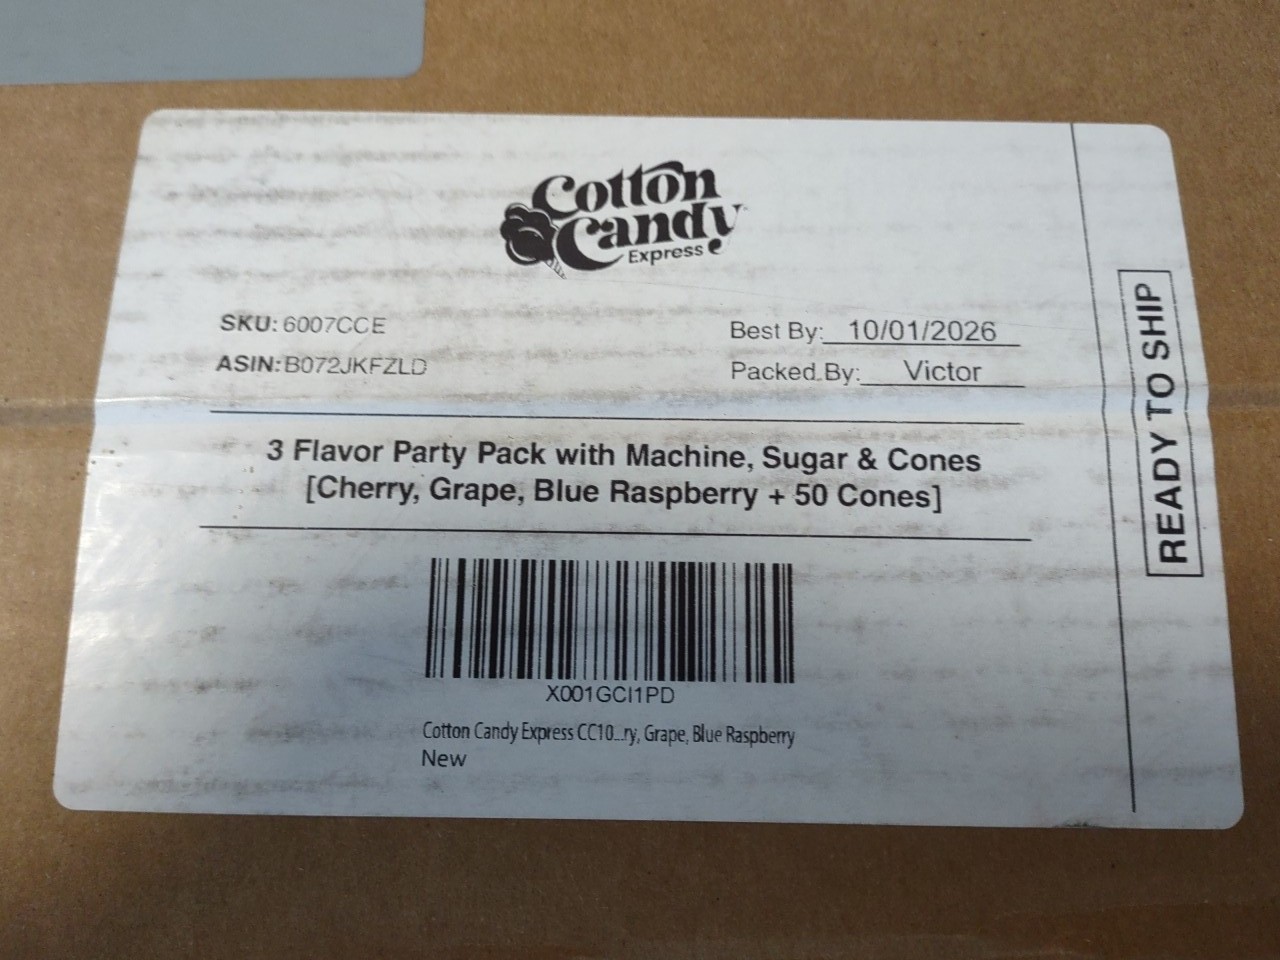 Cotton
Candy
Express
SKU: 6007CCE
ASIN: B072JKFZLD
Best By: 10/01/2026
Packed By: Victor
3 Flavor Party Pack with Machine, Sugar & Cones
[Cherry, Grape, Blue Raspberry + 50 Cones]
X001GCI1PD
Cotton Candy Express CC10...ry, Grape, Blue Raspberry
New
READY TO SHIP